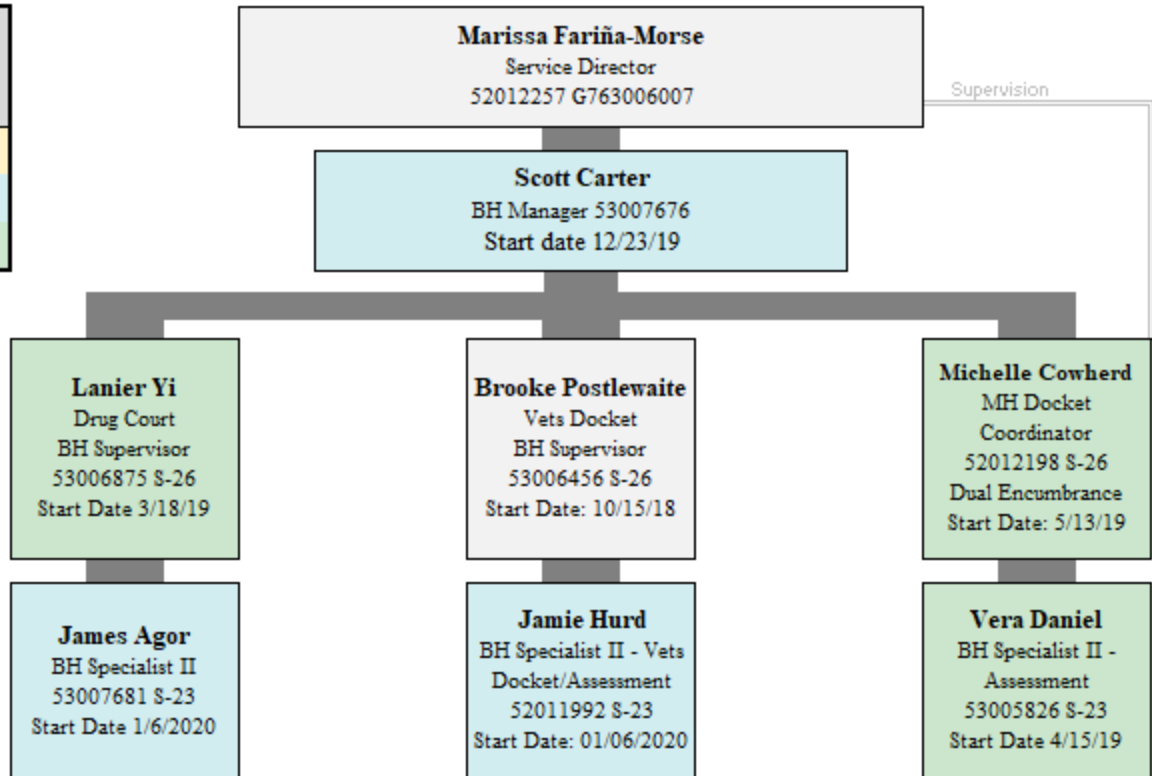 Marissa Fariña-Morse
Service Director
52012257 G763006007
Supervision
Scott Carter
BH Manager 53007676
Start date 12/23/19
Lanier Yi
Drug Court
BH Supervisor
53006875 S-26
Start Date 3/18/19
Brooke Postlewaite
Vets Docket
BH Supervisor
53006456 S-26
Start Date: 10/15/18
Michelle Cowherd
MH Docket
Coordinator
52012198 S-26
Dual Encumbrance
Start Date: 5/13/19
James Agor
BH Specialist II
53007681 S-23
Start Date 1/6/2020
Jamie Hurd
BH Specialist II - Vets
Docket/Assessment
52011992 S-23
Start Date: 01/06/2020
Vera Daniel
BH Specialist II -
Assessment
53005826 S-23
Start Date 4/15/19